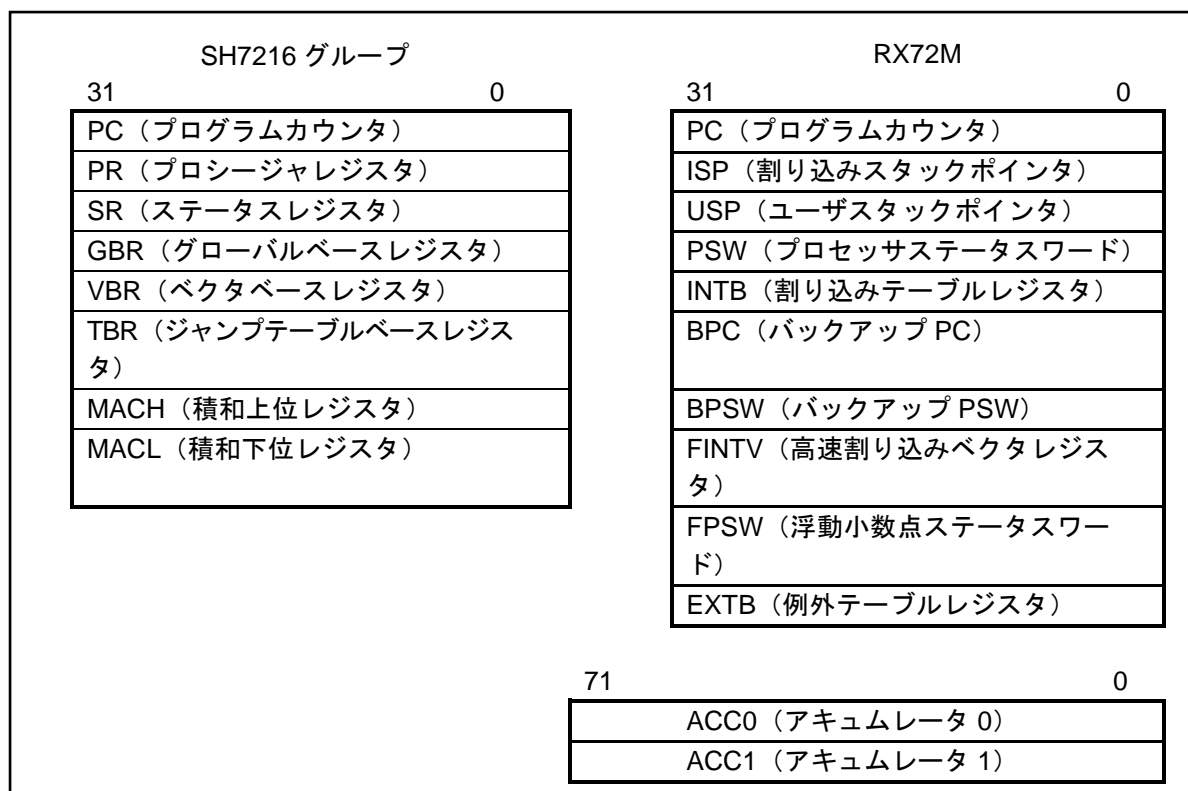 SH7216 グループ
31 0
PC（プログラムカウンタ）
PR（プロシージャレジスタ）
SR（ステータスレジスタ）
GBR（グローバルベースレジスタ）
VBR（ベクタベースレジスタ）
TBR（ジャンプテーブルベースレジス
タ）
MACH（積和上位レジスタ）
MACL（積和下位レジスタ）
RX72M
31 0
PC（プログラムカウンタ）
ISP（割り込みスタックポインタ）
USP（ユーザスタックポインタ）
PSW（プロセッサステータスワード）
INTB（割り込みテーブルレジスタ）
BPC（バックアップ PC）
BPSW（バックアップ PSW）
FINTV（高速割り込みベクタレジス
タ）
FPSW（浮動小数点ステータスワー
ド）
EXTB（例外テーブルレジスタ）
71 0
ACC0（アキュムレータ 0）
ACC1（アキュムレータ 1）